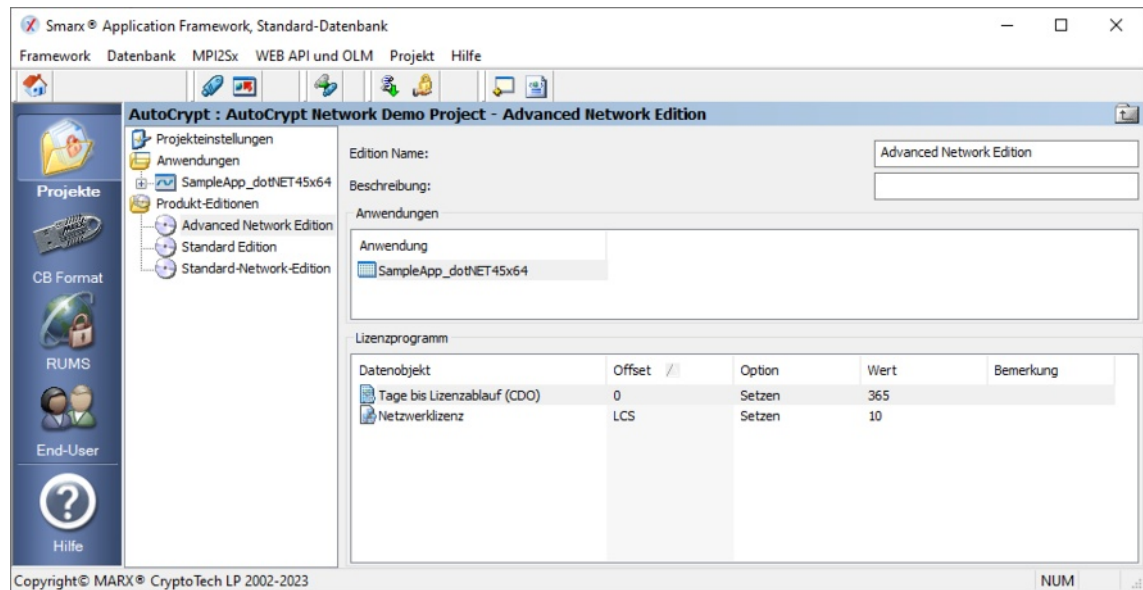 Smarx® Application Framework, Standard-Datenbank
Framework Datenbank MPI2Sx WEB API und OLM Projekt Hilfe
AutoCrypt : AutoCrypt Network Demo Project - Advanced Network Edition
Projekte
CB Format
RUMS
End-User
Hilfe
Projekteinstellungen
Anwendungen
SampleApp_dotNET45x64
Produkt-Editionen
Advanced Network Edition
Standard Edition
Standard-Network-Edition
Edition Name: Advanced Network Edition
Beschreibung:
Anwendungen
Anwendung
SampleApp_dotNET45x64
Lizenzprogramm
Datenobjekt Offset Option Wert Bemerkung
Tage bis Lizenzablauf (CDO) 0 Setzen 365
Netzwerklizenz LCS Setzen 10
Copyright© MARX® CryptoTech LP 2002-2023 NUM